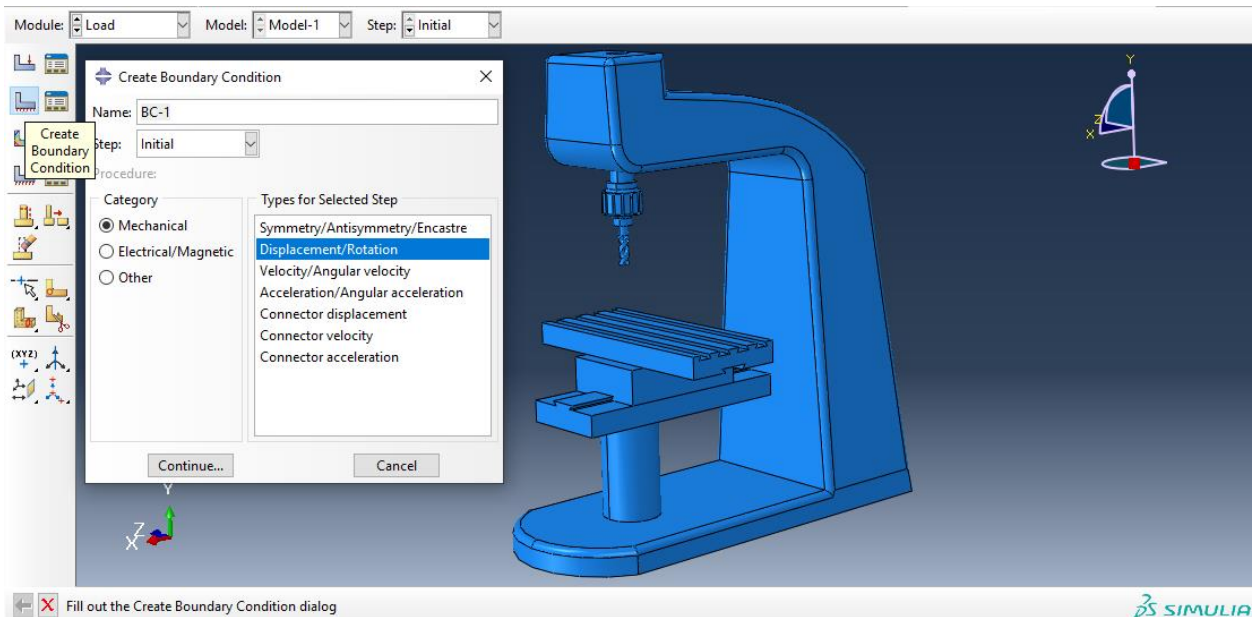 Module: Load Model: Model-1 Step: Initial
Create Boundary Condition
Name: BC-1
Create
Boundary
Condition
Step: Initial
Procedure:
Category
Types for Selected Step
Mechanical
Electrical/Magnetic
Other
Symmetry/Antisymmetry/Encastre
Displacement/Rotation
Velocity/Angular velocity
Acceleration/Angular acceleration
Connector displacement
Connector velocity
Connector acceleration
Continue... Cancel
(XYZ)
Y
Z
X
Y
Z
X
Fill out the Create Boundary Condition dialog
SIMULIA